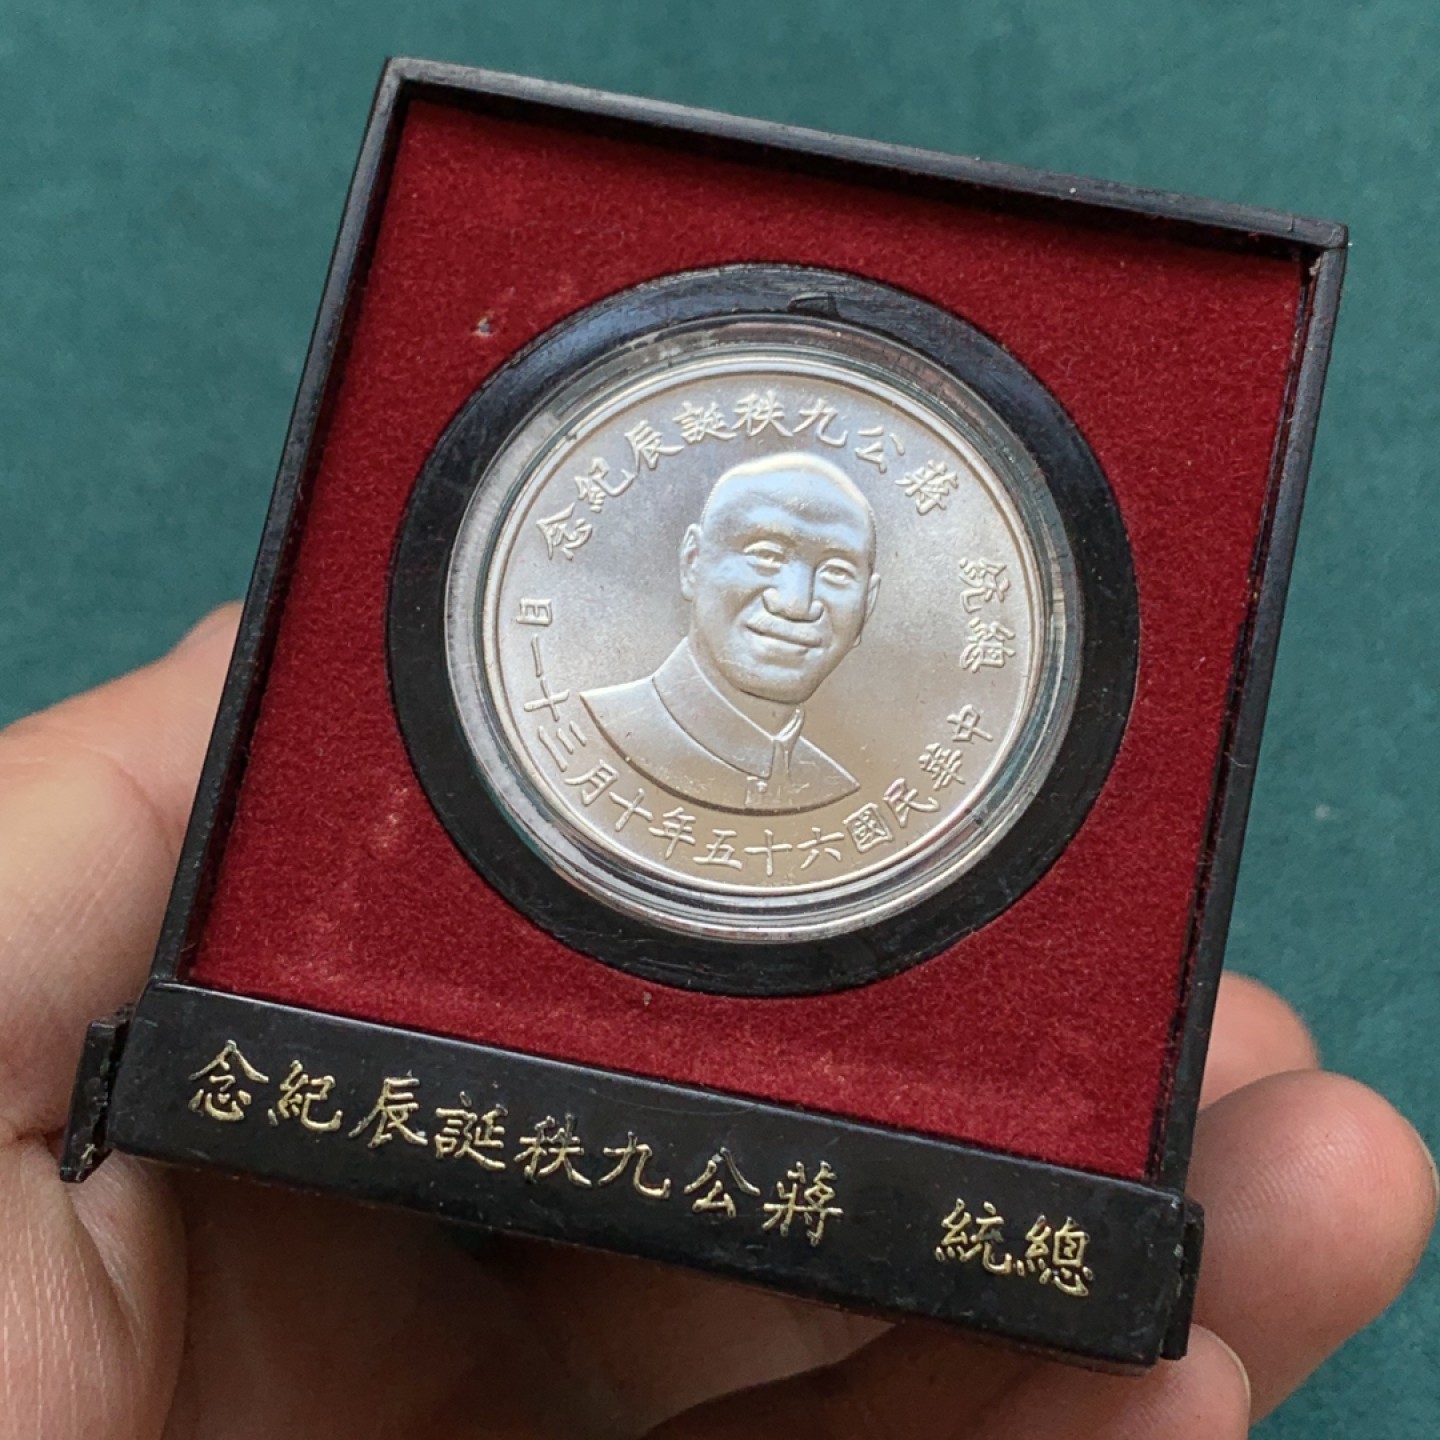 總統　蔣公九秩誕辰紀念
中華民國六十五年十月三十一日
總統　蔣公九秩誕辰紀念